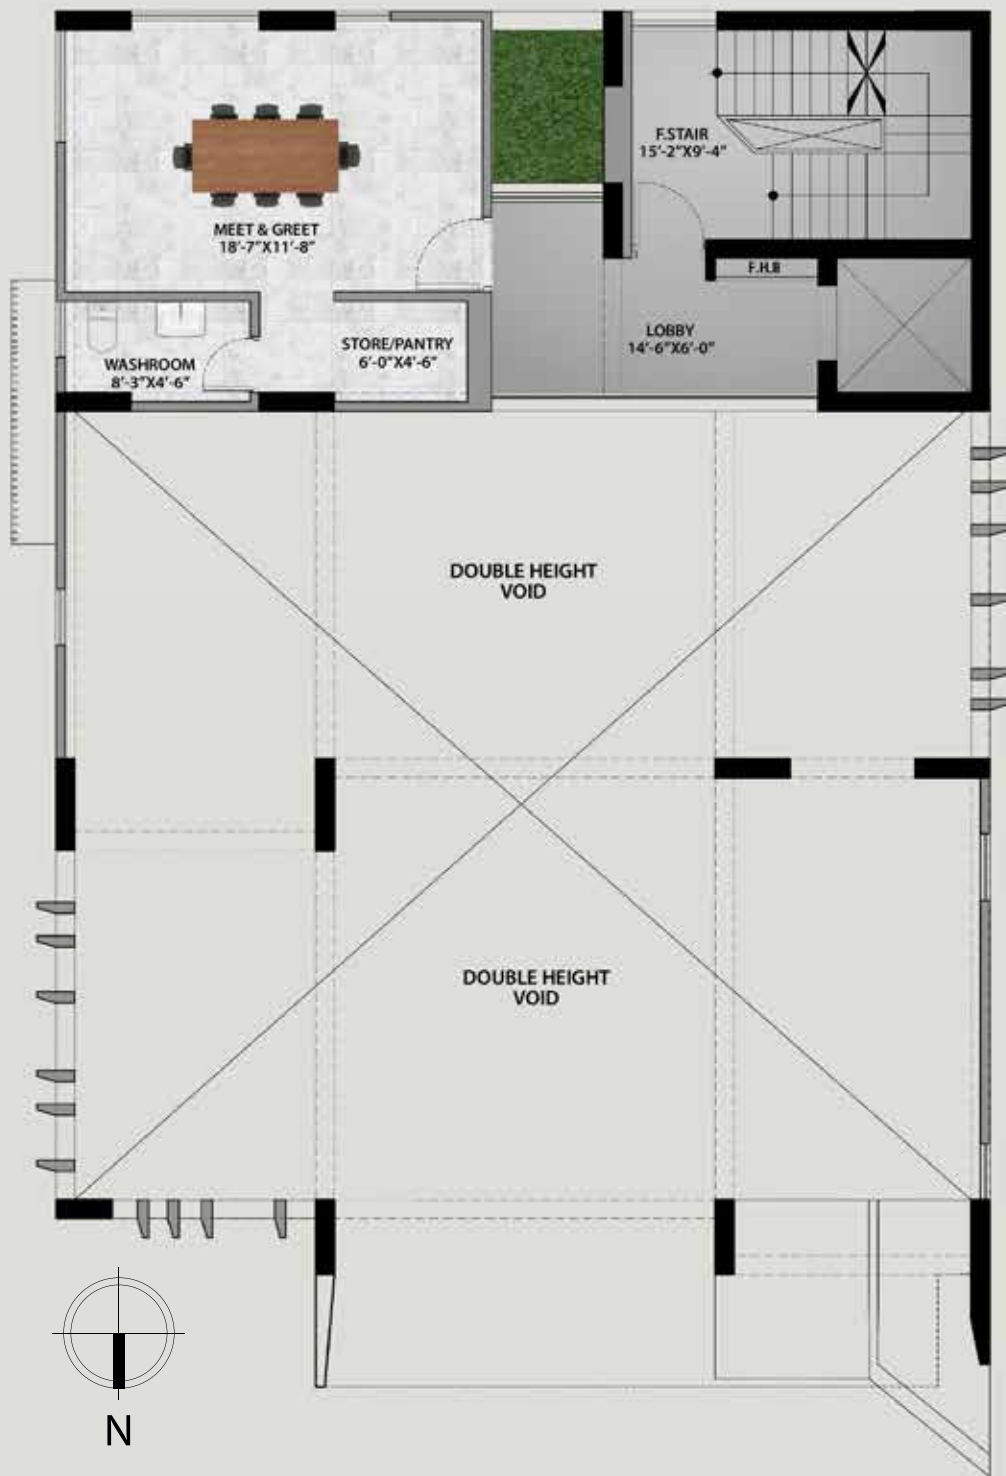 F.STAIR
15'-2"X9'-4"
MEET & GREET
18'-7"X11'-8"
F.H.B
LOBBY
14'-6"X6'-0"
STORE/PANTRY
6'-0"X4'-6"
WASHROOM
8'-3"X4'-6"
DOUBLE HEIGHT
VOID
DOUBLE HEIGHT
VOID
N